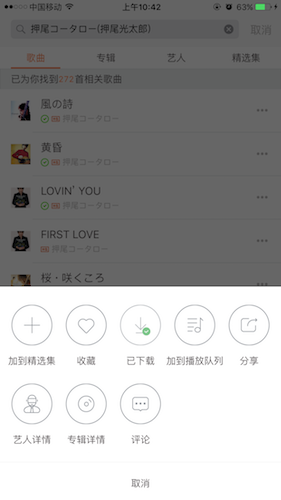 中国移动 上午10:42 63%
押尾コータロー(押尾光太郎) 取消
歌曲 专辑 艺人 精选集
已为你找到272首相关歌曲
風の詩
押尾コータロー
黄昏
押尾コータロー
LOVIN' YOU
押尾コータロー
FIRST LOVE
押尾コータロー
桜・咲くころ
加到精选集 收藏 已下载 加到播放队列 分享
艺人详情 专辑详情 评论
取消